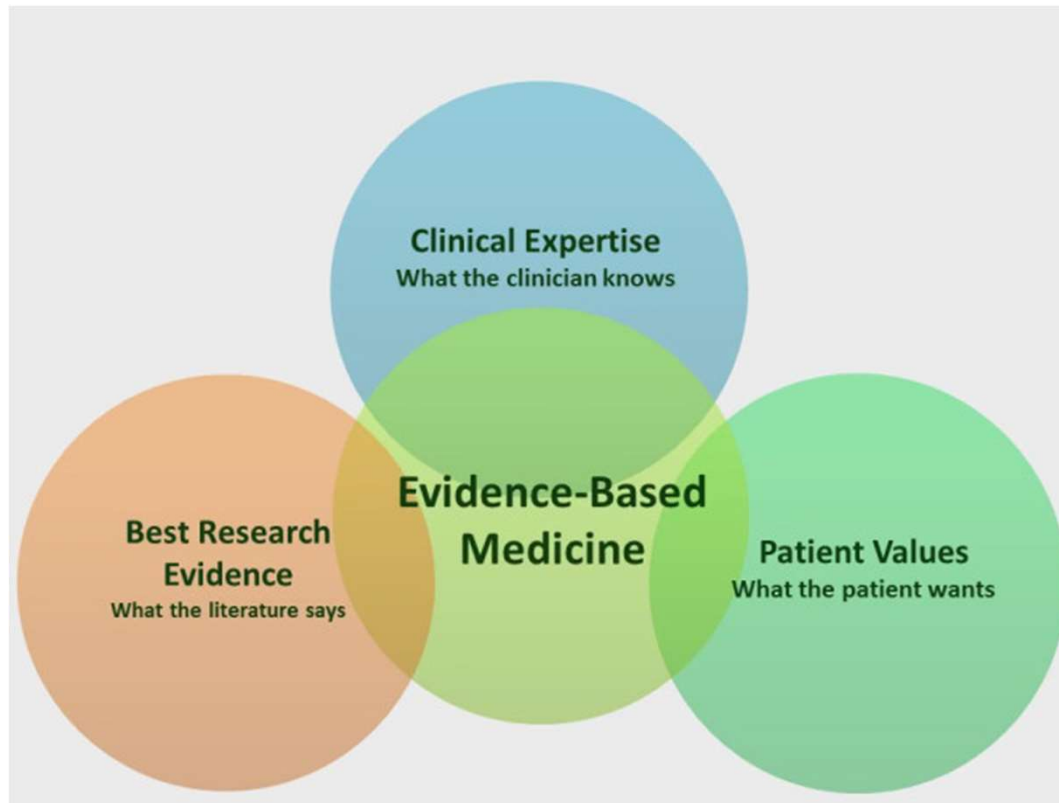 Clinical Expertise
What the clinician knows
Evidence-Based
Medicine
Best Research
Evidence
What the literature says
Patient Values
What the patient wants